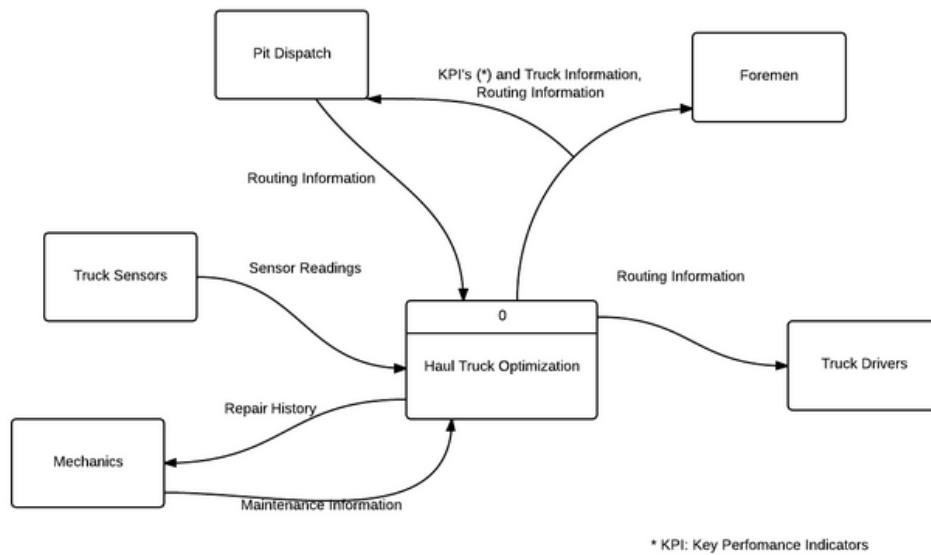 Pit Dispatch
KPI's (*) and Truck Information,
Routing Information
Foremen
Routing Information
Truck Sensors
Sensor Readings
Routing Information
0
Haul Truck Optimization
Truck Drivers
Repair History
Mechanics
Maintenance Information
* KPI: Key Perfomance Indicators